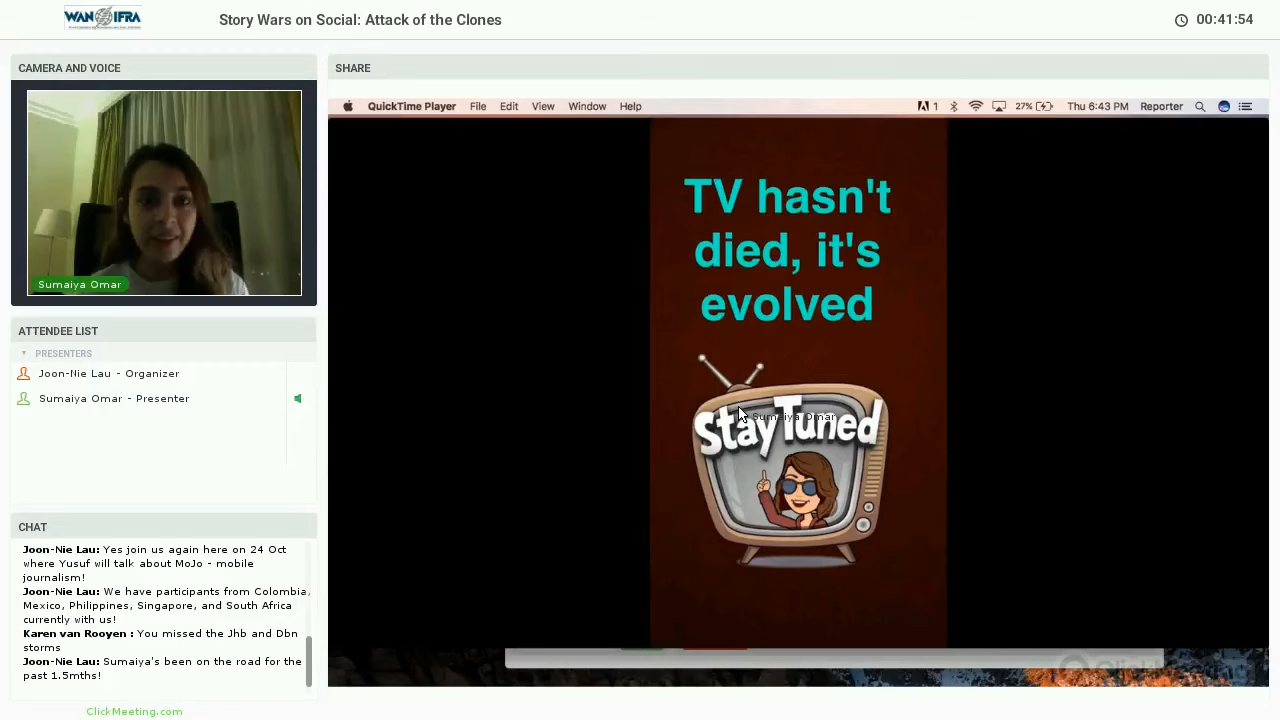 WAN IFRA
Story Wars on Social: Attack of the Clones
00:41:54
CAMERA AND VOICE
Sumaiya Omar
ATTENDEE LIST
PRESENTERS
Joon-Nie Lau - Organizer
Sumaiya Omar - Presenter
CHAT
Joon-Nie Lau: Yes join us again here on 24 Oct
where Yusuf will talk about MoJo - mobile
journalism!
Joon-Nie Lau: We have participants from Colombia,
Mexico, Philippines, Singapore, and South Africa
currently with us!
Karen van Rooyen : You missed the Jhb and Dbn
storms
Joon-Nie Lau: Sumaiya's been on the road for the
past 1.5mths!
ClickMeeting.com
SHARE
QuickTime Player File Edit View Window Help 1 27% Thu 6:43 PM Reporter
TV hasn't
died, it's
evolved
Stay Tuned
Sumaiya Omar
ClickMeeting